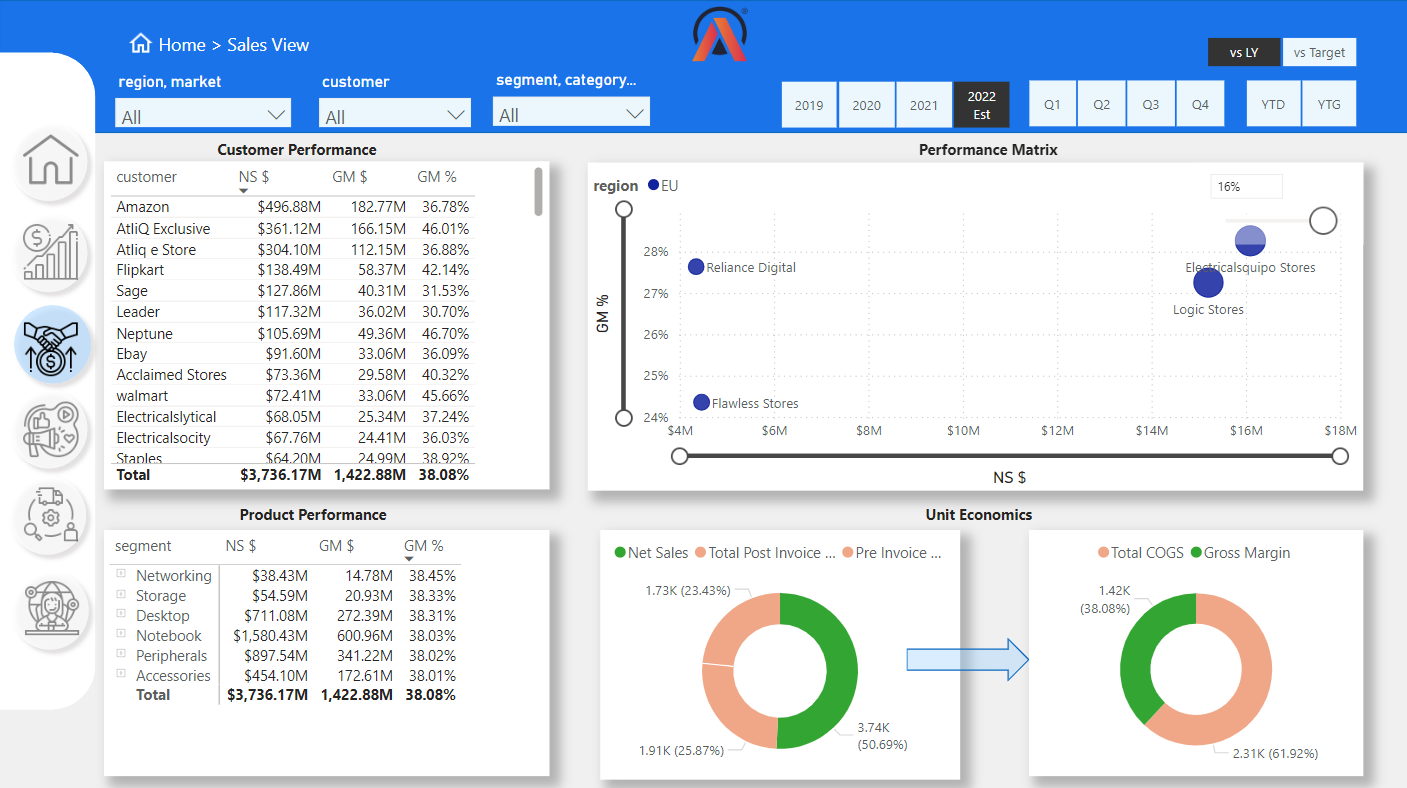 Home > Sales View
vs LY
vs Target
region, market
customer
segment, category...
All
All
All
2019
2020
2021
2022
Est
Q1
Q2
Q3
Q4
YTD
YTG
Customer Performance
customer NS $ GM $ GM %
Amazon $496.88M 182.77M 36.78%
AtliQ Exclusive $361.12M 166.15M 46.01%
Atliq e Store $304.10M 112.15M 36.88%
Flipkart $138.49M 58.37M 42.14%
Sage $127.86M 40.31M 31.53%
Leader $117.32M 36.02M 30.70%
Neptune $105.69M 49.36M 46.70%
Ebay $91.60M 33.06M 36.09%
Acclaimed Stores $73.36M 29.58M 40.32%
walmart $72.41M 33.06M 45.66%
Electricalslytical $68.05M 25.34M 37.24%
Electricalsocity $67.76M 24.41M 36.03%
Staples $64.20M 24.99M 38.92%
Total $3,736.17M 1,422.88M 38.08%
Performance Matrix
region EU
16%
GM %
28%
27%
26%
25%
24%
Reliance Digital
Electricalsquipo Stores
Logic Stores
Flawless Stores
$4M $6M $8M $10M $12M $14M $16M $18M
NS $
Product Performance
segment NS $ GM $ GM %
Networking $38.43M 14.78M 38.45%
Storage $54.59M 20.93M 38.33%
Desktop $711.08M 272.39M 38.31%
Notebook $1,580.43M 600.96M 38.03%
Peripherals $897.54M 341.22M 38.02%
Accessories $454.10M 172.61M 38.01%
Total $3,736.17M 1,422.88M 38.08%
Unit Economics
Net Sales Total Post Invoice ... Pre Invoice ...
1.73K (23.43%)
1.91K (25.87%)
3.74K
(50.69%)
Total COGS Gross Margin
1.42K
(38.08%)
2.31K (61.92%)